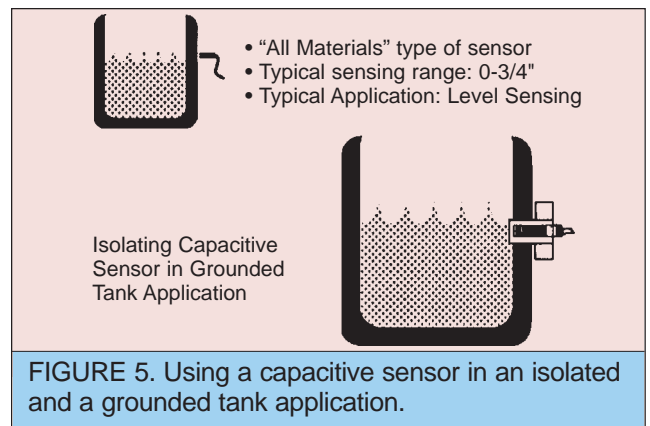 • “All Materials” type of sensor
• Typical sensing range: 0-3/4"
• Typical Application: Level Sensing
Isolating Capacitive
Sensor in Grounded
Tank Application
FIGURE 5. Using a capacitive sensor in an isolated
and a grounded tank application.